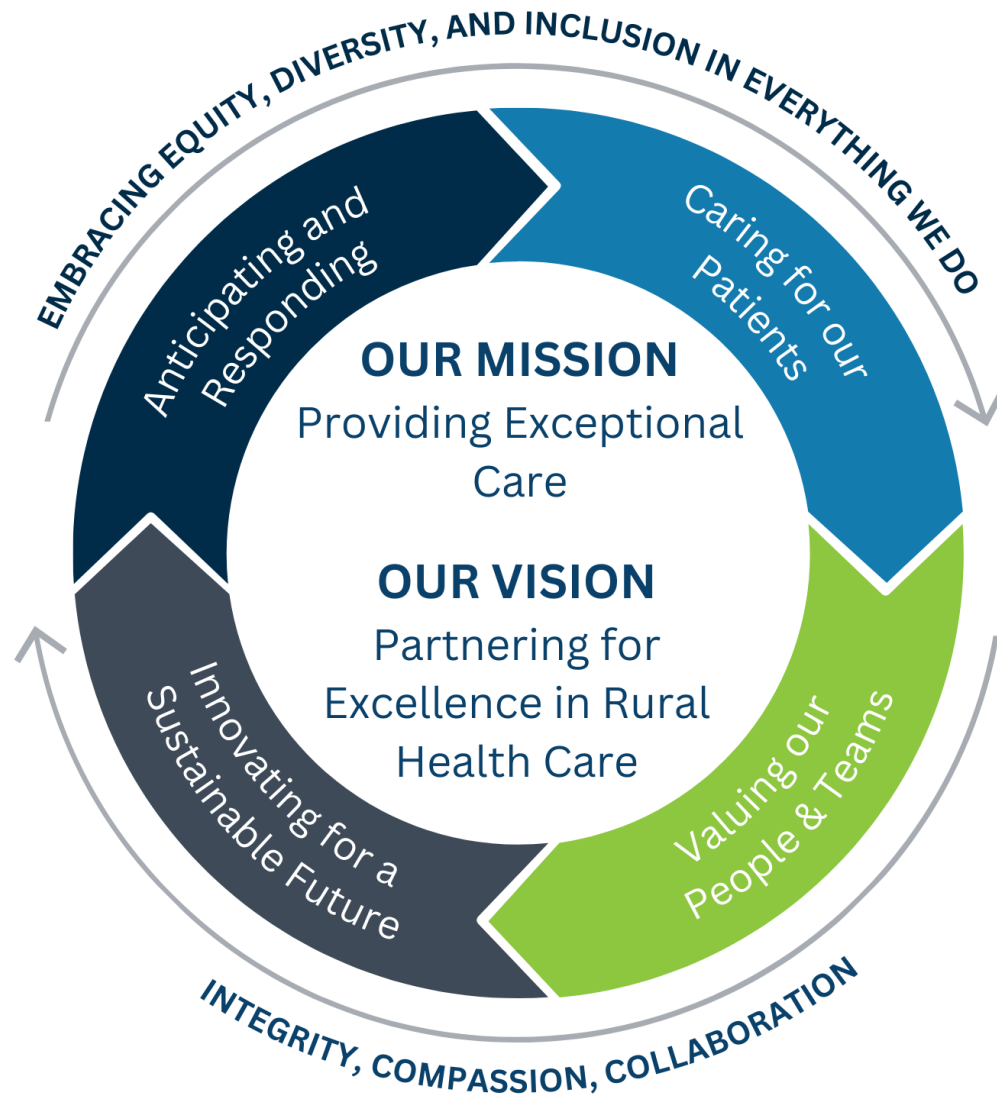 EMBRACING EQUITY, DIVERSITY, AND INCLUSION IN EVERYTHING WE DO
Anticipating and
Responding
Caring for our
Patients
OUR MISSION
Providing Exceptional
Care
OUR VISION
Partnering for
Excellence in Rural
Health Care
Innovating for a
Sustainable Future
Valuing our
People & Teams
INTEGRITY, COMPASSION, COLLABORATION